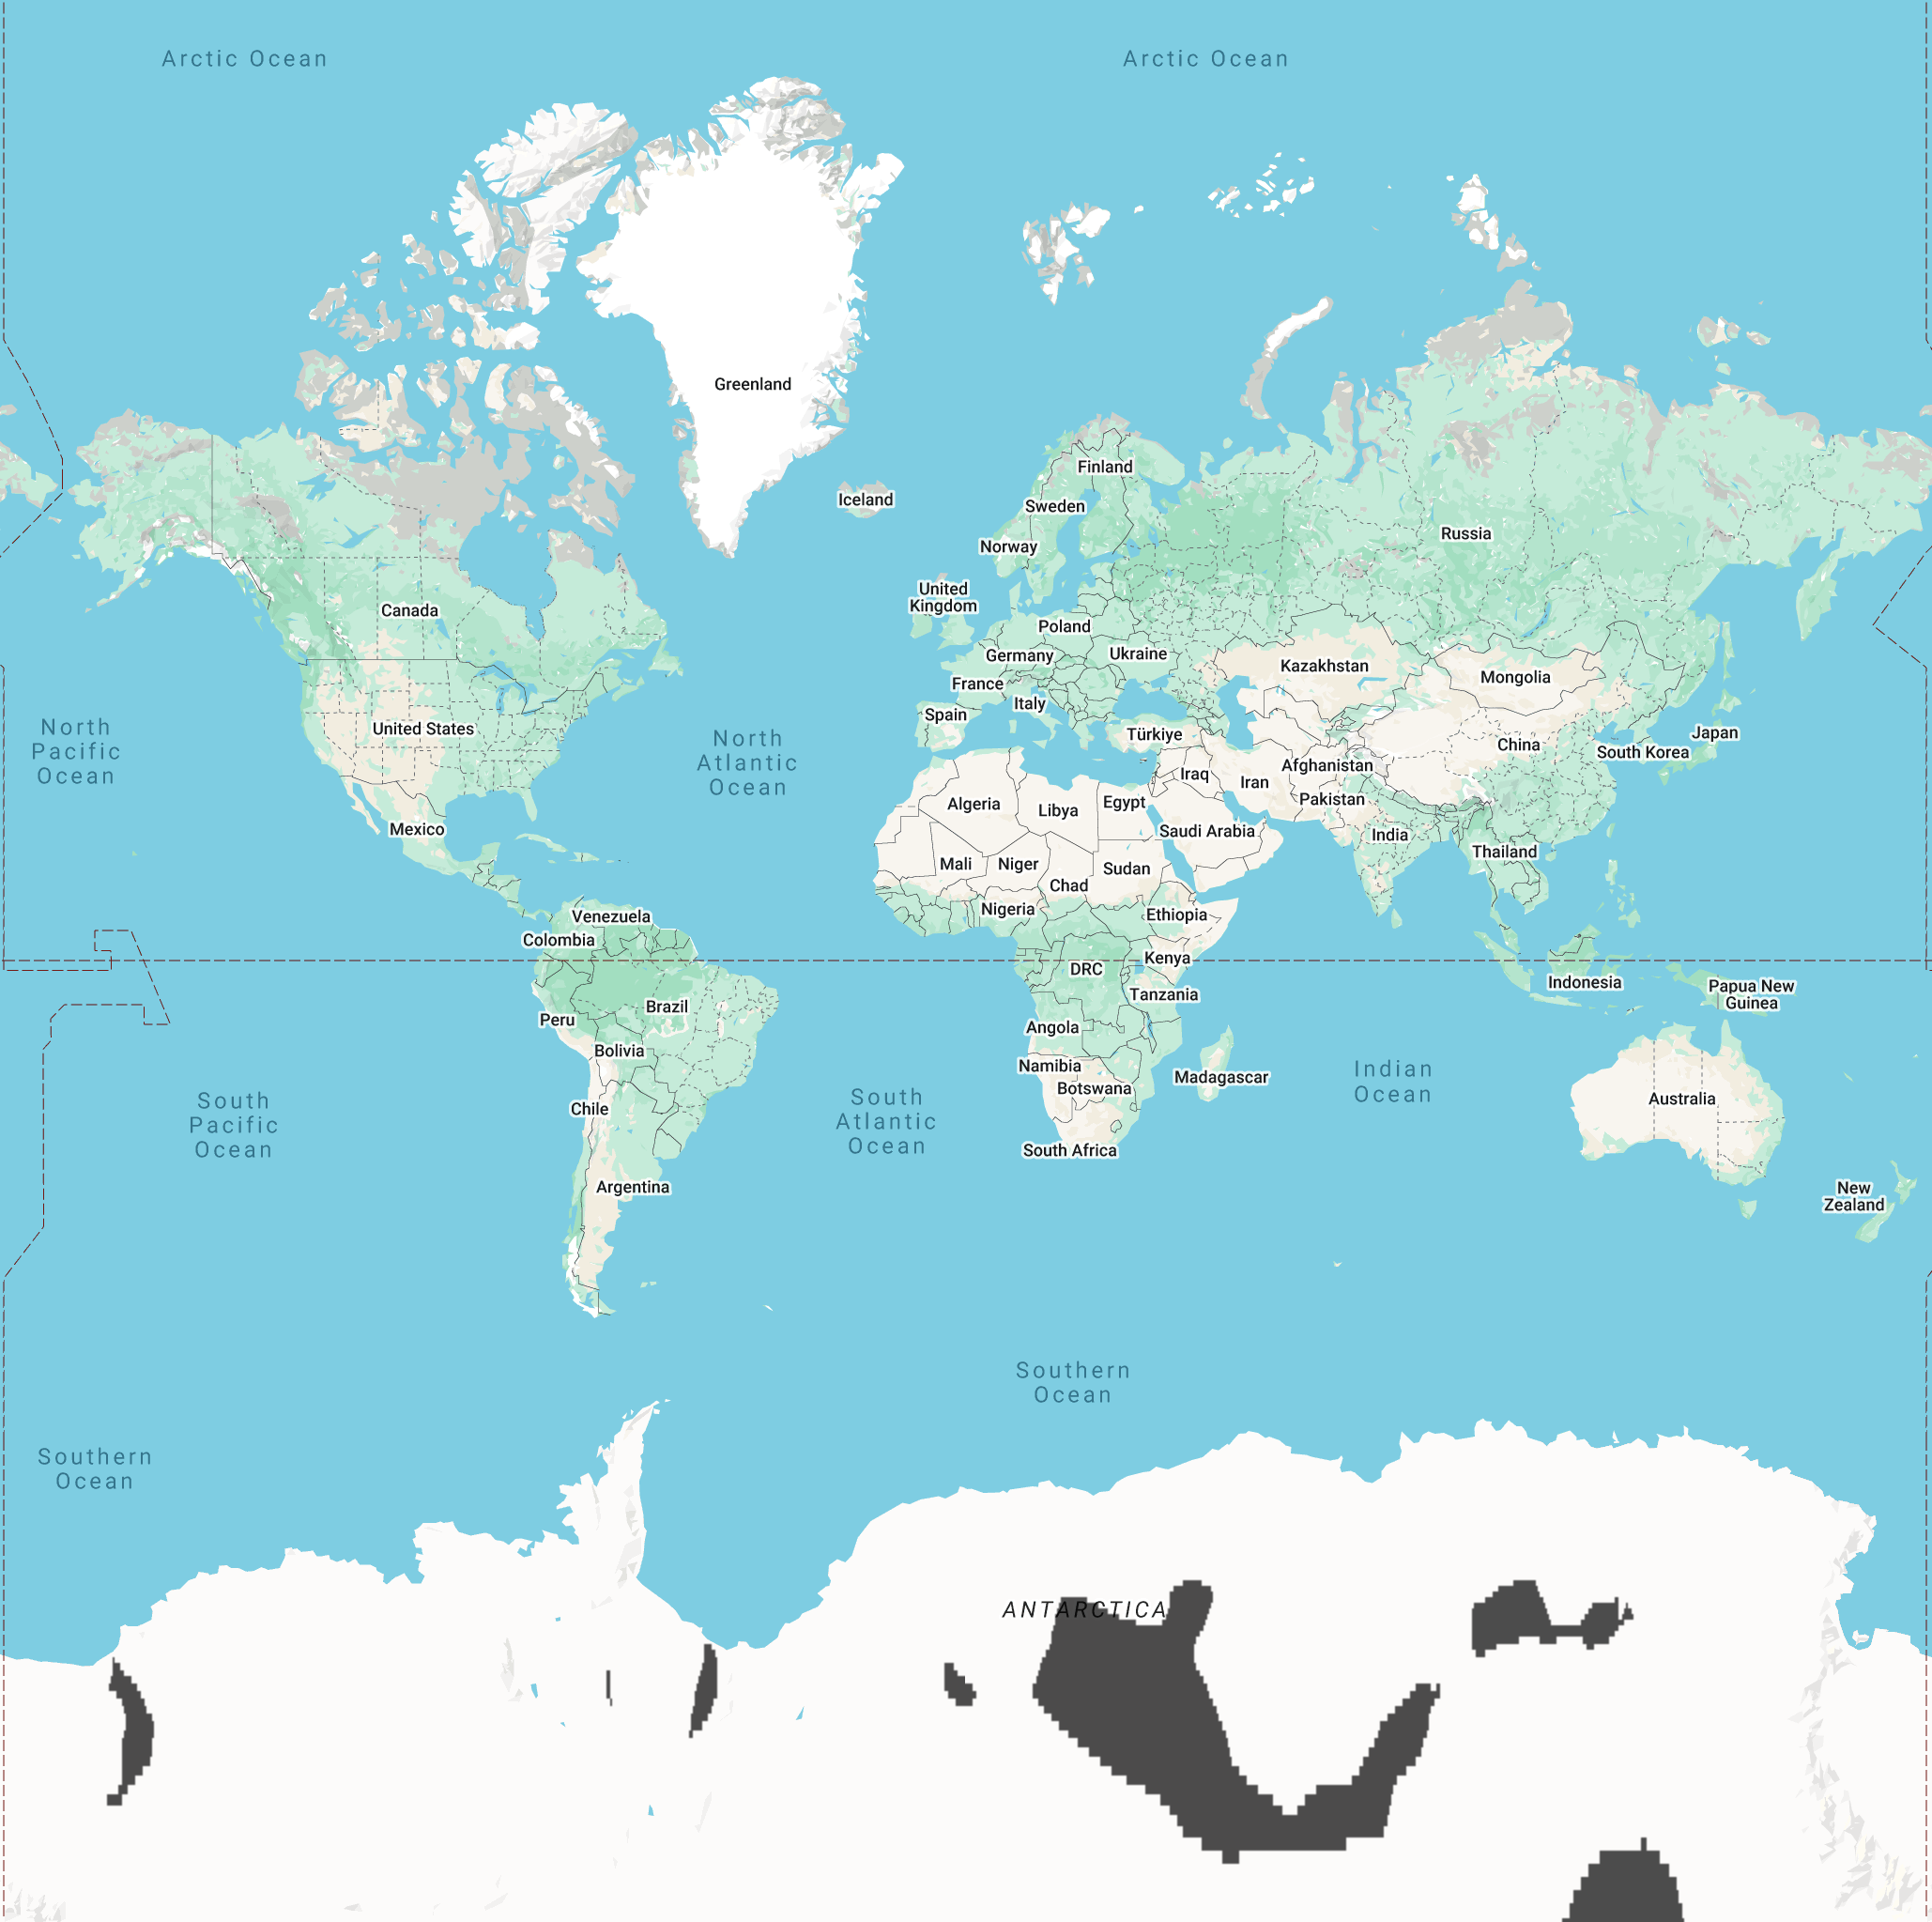 Arctic Ocean
Arctic Ocean
Greenland
Finland
Iceland
Sweden
Russia
Norway
United
Kingdom
Canada
Poland
Germany
Ukraine
Kazakhstan
Mongolia
France
Italy
Spain
United States
Türkiye
Japan
China
South Korea
North
Pacific
Ocean
North
Atlantic
Ocean
Iraq
Iran
Afghanistan
Pakistan
Algeria
Libya
Egypt
Saudi Arabia
Mexico
India
Thailand
Mali
Niger
Sudan
Chad
Nigeria
Ethiopia
Venezuela
Colombia
Kenya
DRC
Indonesia
Papua New
Guinea
Tanzania
Brazil
Peru
Angola
Bolivia
Namibia
Madagascar
Botswana
Indian
Ocean
Chile
Australia
South
Pacific
Ocean
South
Atlantic
Ocean
South Africa
Argentina
New
Zealand
Southern
Ocean
Southern
Ocean
ANTARCTICA